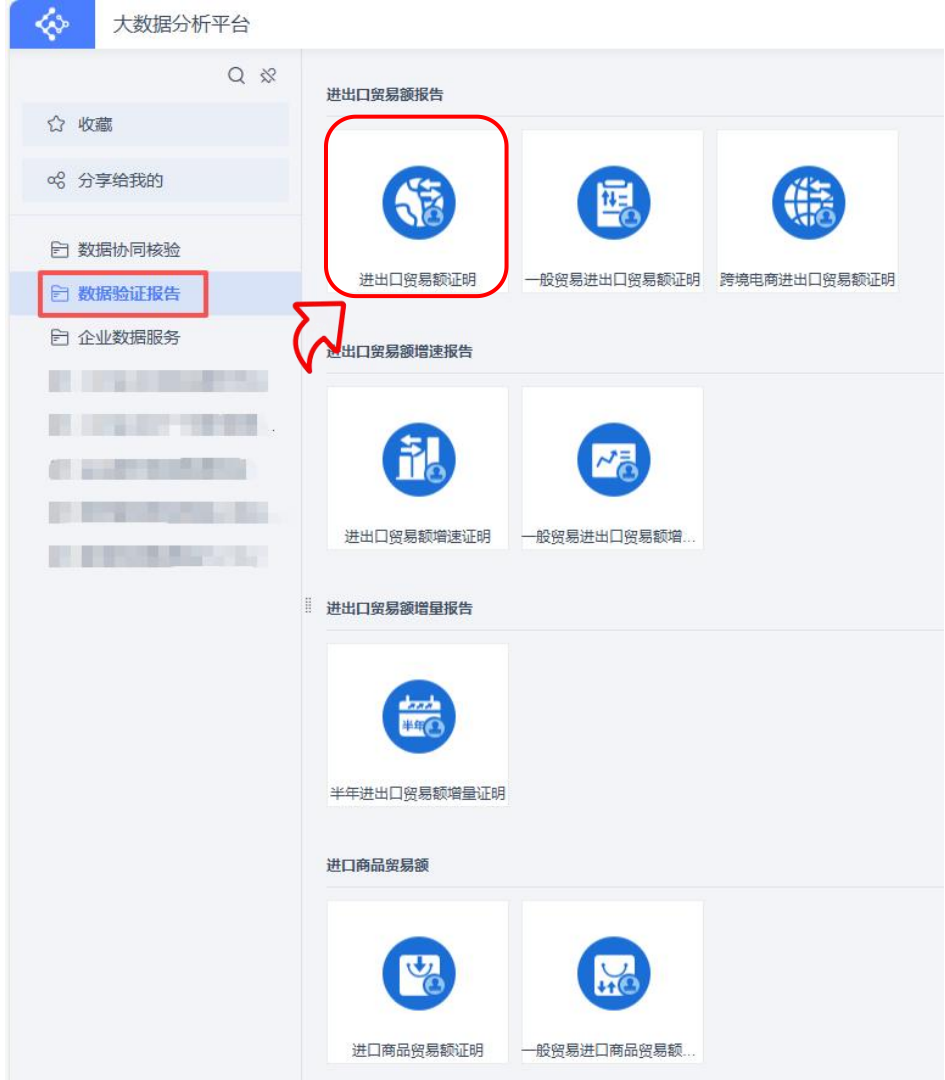 大数据分析平台
收藏
分享给我的
数据协同核验
数据验证报告
企业数据服务
进出口贸易额报告
进出口贸易额证明
一般贸易进出口贸易额证明
跨境电商进出口贸易额证明
进出口贸易额增速报告
进出口贸易额增速证明
一般贸易进出口贸易额增...
进出口贸易额增量报告
半年
半年进出口贸易额增量证明
进口商品贸易额
进口商品贸易额证明
一般贸易进口商品贸易额...